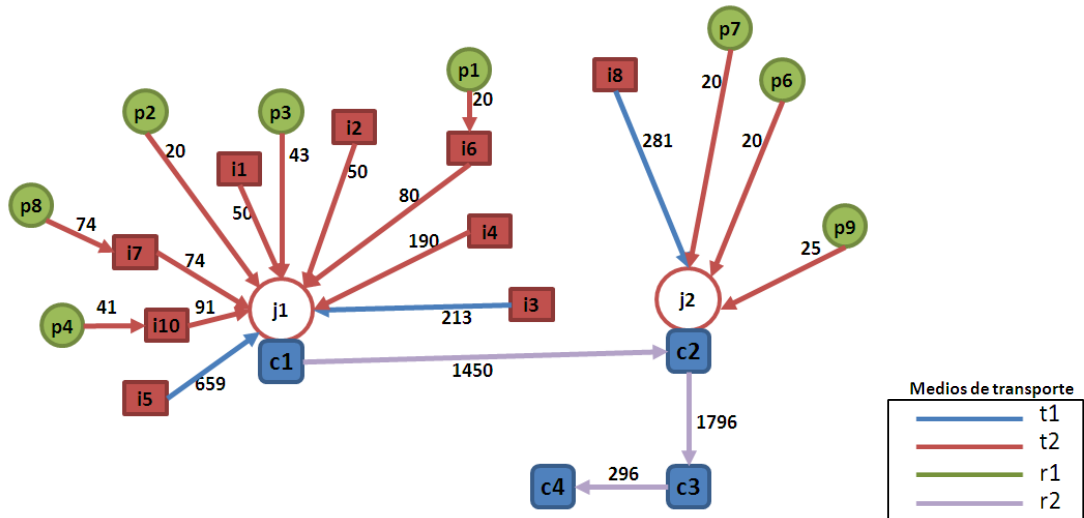 p7
p1
i8
p6
p2
p3
i2
20
20
281
20
i6
20
43
i1
50
80
p8
50
p9
74
190
i4
25
i7
74
41
91
j1
i3
j2
p4
i10
213
c1
c2
659
1450
i5
Medios de transporte
t1
1796
t2
296
r1
c4
c3
r2